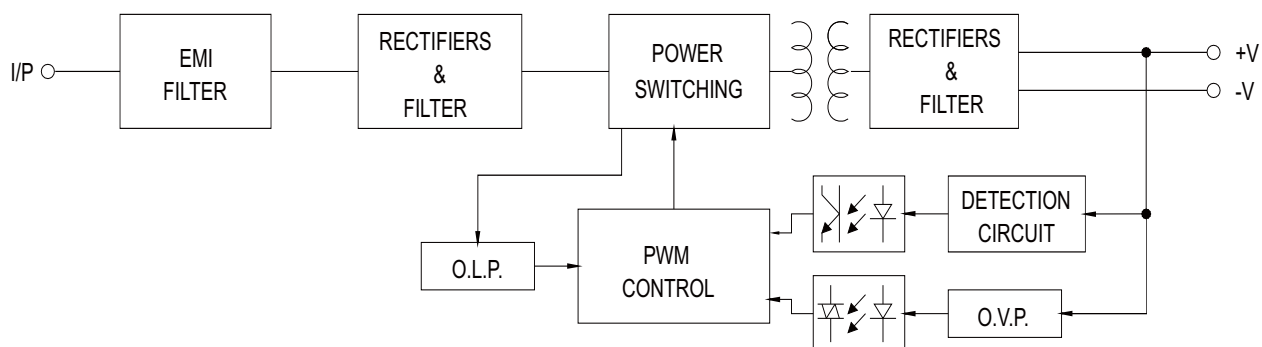 I/P
EMI
FILTER
RECTIFIERS
&
FILTER
POWER
SWITCHING
RECTIFIERS
&
FILTER
+V
-V
O.L.P.
PWM
CONTROL
DETECTION
CIRCUIT
O.V.P.